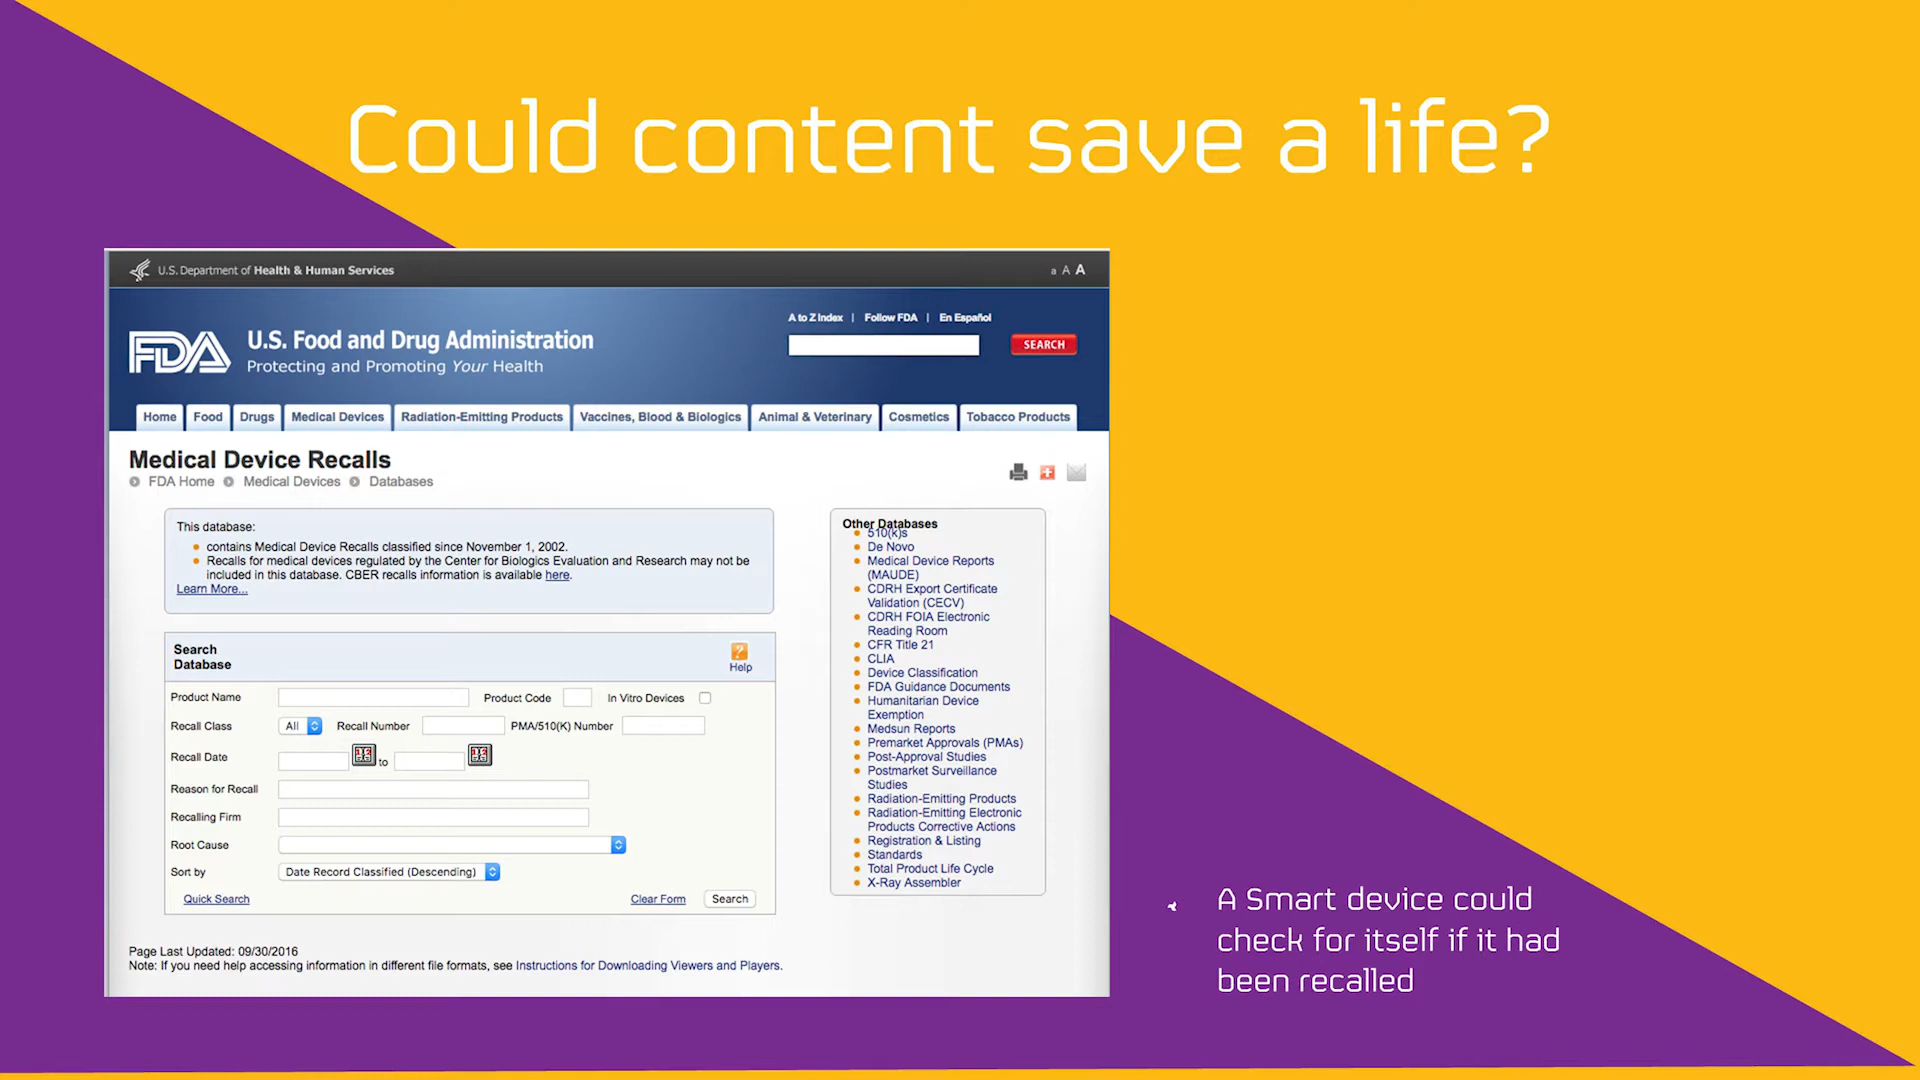 Could content save a life?
U.S. Department of Health & Human Services
a A A
A to Z Index | Follow FDA | En Español
FDA
U.S. Food and Drug Administration
Protecting and Promoting Your Health
SEARCH
Home Food Drugs Medical Devices Radiation-Emitting Products Vaccines, Blood & Biologics Animal & Veterinary Cosmetics Tobacco Products
Medical Device Recalls
FDA Home Medical Devices Databases
This database:
contains Medical Device Recalls classified since November 1, 2002.
Recalls for medical devices regulated by the Center for Biologics Evaluation and Research may not be
included in this database. CBER recalls information is available here.
Learn More...
Search
Database
Help
Product Name Product Code In Vitro Devices
Recall Class All Recall Number PMA/510(K) Number
Recall Date to
Reason for Recall
Recalling Firm
Root Cause
Sort by Date Record Classified (Descending)
Quick Search Clear Form Search
Other Databases
510(k)s
De Novo
Medical Device Reports
(MAUDE)
CDRH Export Certificate
Validation (CECV)
CDRH FOIA Electronic
Reading Room
CFR Title 21
CLIA
Device Classification
FDA Guidance Documents
Humanitarian Device
Exemption
Medsun Reports
Premarket Approvals (PMAs)
Post-Approval Studies
Postmarket Surveillance
Studies
Radiation-Emitting Products
Radiation-Emitting Electronic
Products Corrective Actions
Registration & Listing
Standards
Total Product Life Cycle
X-Ray Assembler
Page Last Updated: 09/30/2016
Note: If you need help accessing information in different file formats, see Instructions for Downloading Viewers and Players.
A Smart device could
check for itself if it had
been recalled